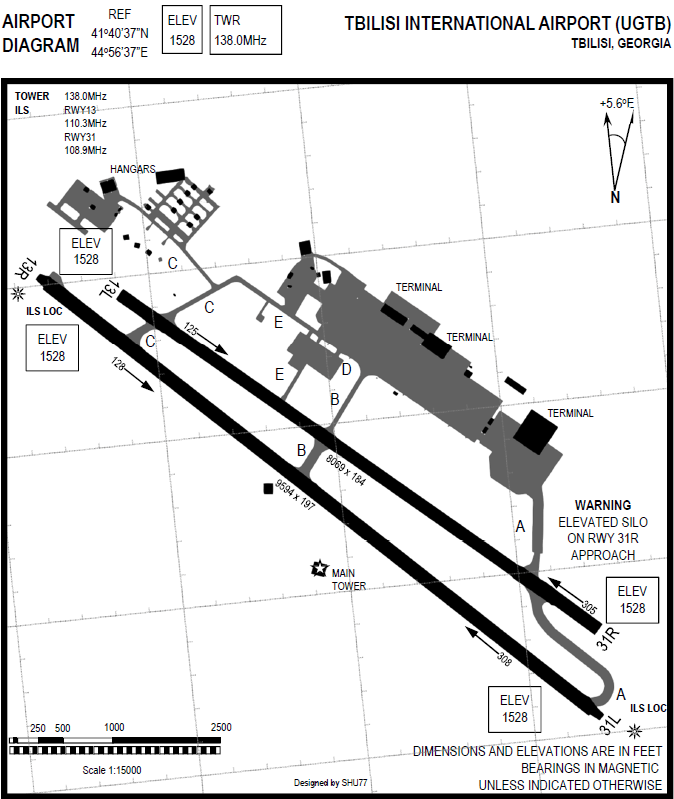 AIRPORT
DIAGRAM
REF
41º40'37"N
44º56'37"E
ELEV
1528
TWR
138.0MHz
TBILISI INTERNATIONAL AIRPORT (UGTB)
TBILISI, GEORGIA
TOWER 138.0MHz
ILS RWY13
110.3MHz
RWY31
108.9MHz
+5.6ºE
N
HANGARS
ELEV
1528
C
13R
13L
ILS LOC
ELEV
1528
C
C
125
128
E
E
D
B
B
TERMINAL
TERMINAL
TERMINAL
8069 x 184
9594 x 197
A
WARNING
ELEVATED SILO
ON RWY 31R
APPROACH
MAIN
TOWER
305
ELEV
1528
31R
308
A
ILS LOC
ELEV
1528
31L
250 500 1000 2500
Scale 1:15000
Designed by SHU77
DIMENSIONS AND ELEVATIONS ARE IN FEET
BEARINGS IN MAGNETIC
UNLESS INDICATED OTHERWISE